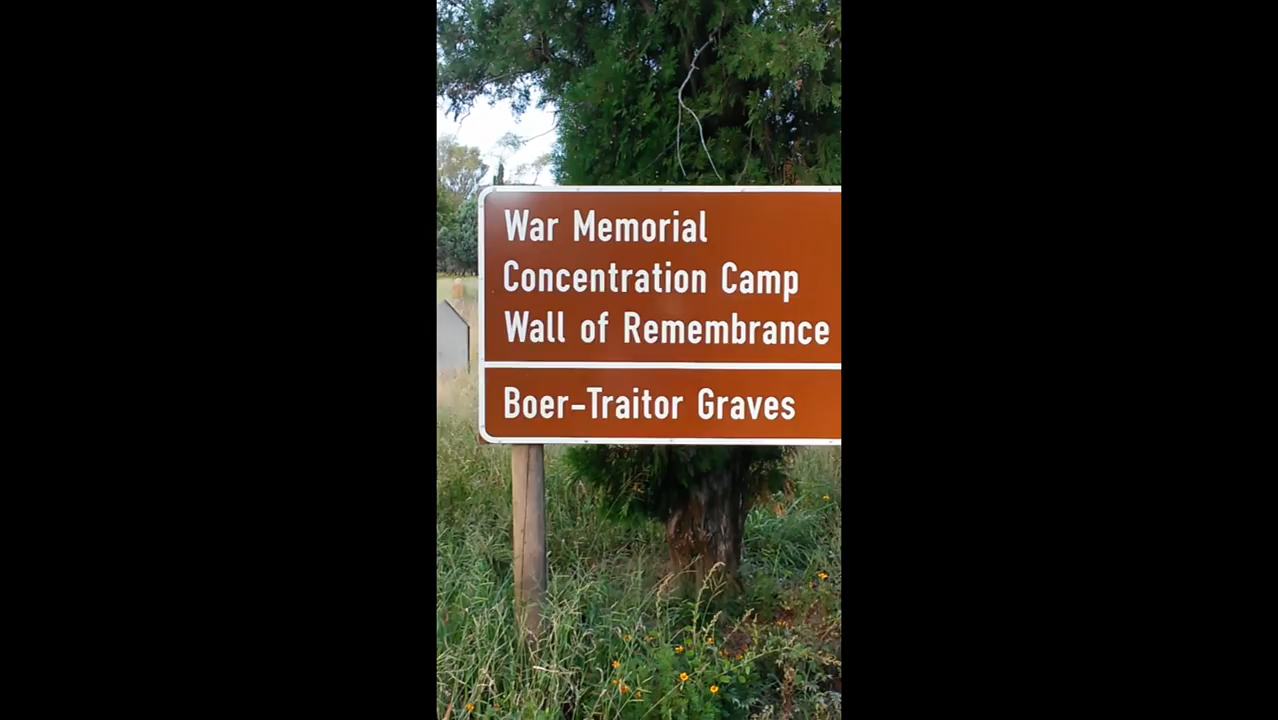 War Memorial
Concentration Camp
Wall of Remembrance
Boer-Traitor Graves